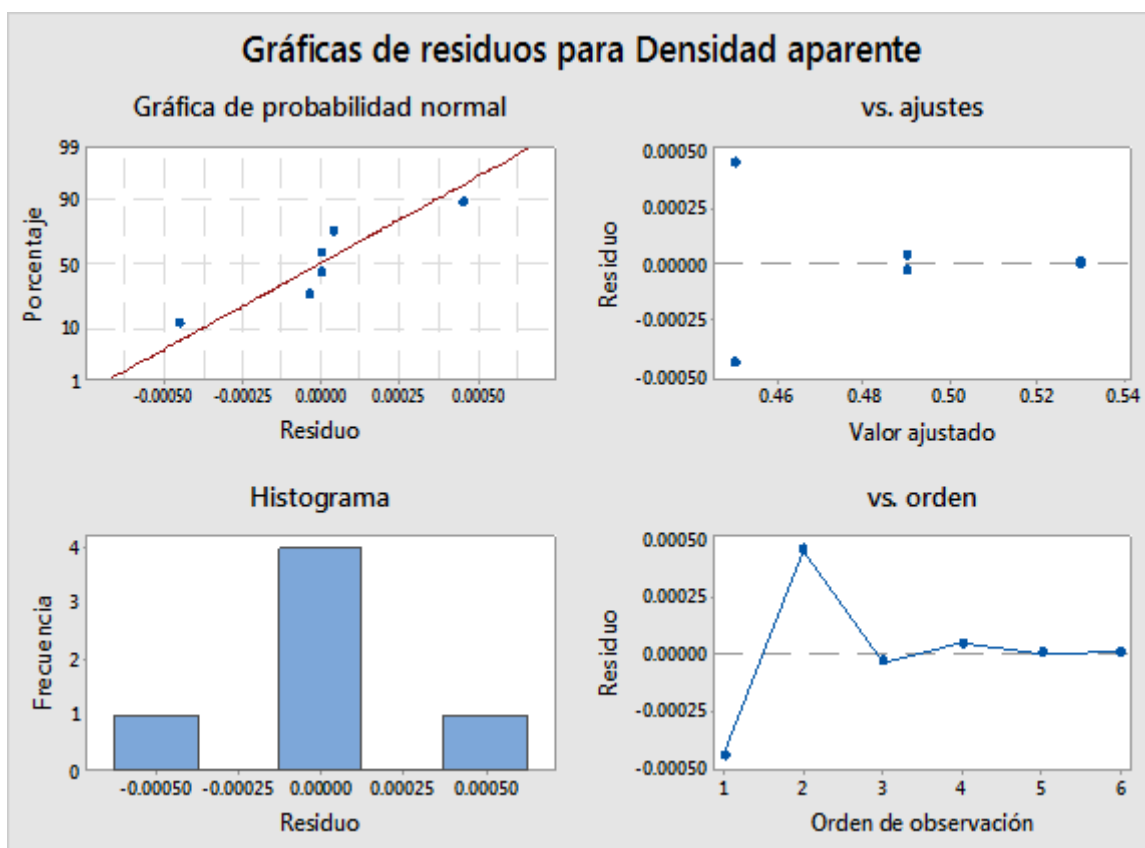 Gráficas de residuos para Densidad aparente
Gráfica de probabilidad normal
99
90
50
10
1
Porcentaje
-0.00050 -0.00025 0.00000 0.00025 0.00050
Residuo
vs. ajustes
0.00050
0.00025
0.00000
-0.00025
-0.00050
Residuo
0.46 0.48 0.50 0.52 0.54
Valor ajustado
Histograma
4
3
2
1
0
Frecuencia
-0.00050 -0.00025 0.00000 0.00025 0.00050
Residuo
vs. orden
0.00050
0.00025
0.00000
-0.00025
-0.00050
Residuo
1 2 3 4 5 6
Orden de observación